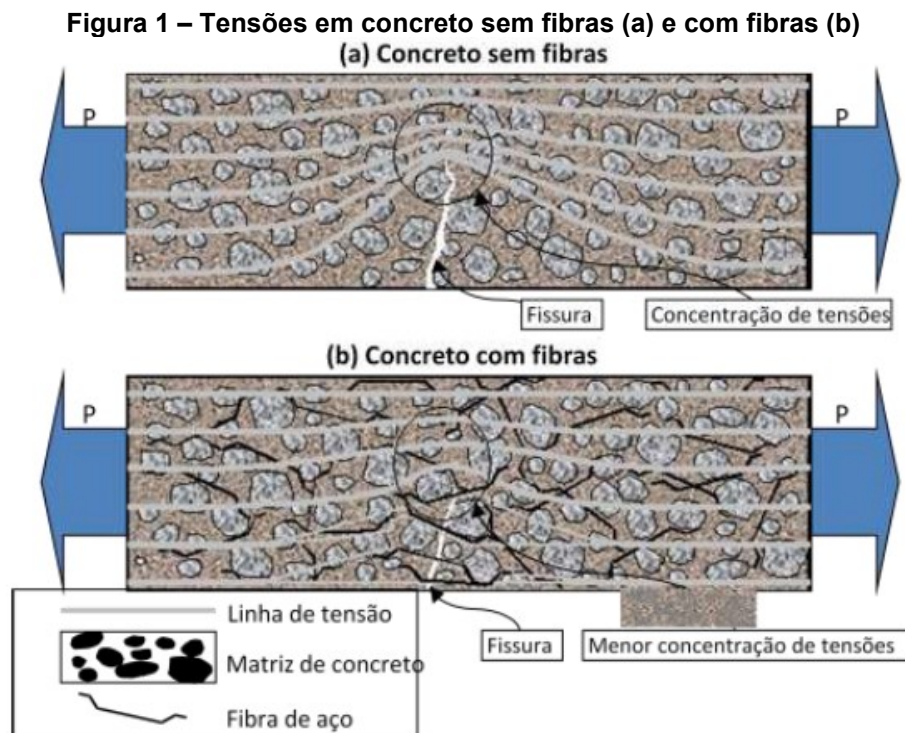 Figura 1 – Tensões em concreto sem fibras (a) e com fibras (b)
(a) Concreto sem fibras
P
P
Fissura
Concentração de tensões
(b) Concreto com fibras
P
P
Fissura
Menor concentração de tensões
Linha de tensão
Matriz de concreto
Fibra de aço